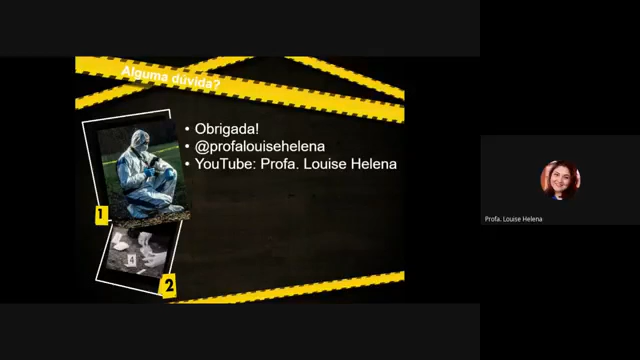 Alguma dúvida?
• Obrigada!
• @profalouisehelena
• YouTube: Profa. Louise Helena
1
4
2
Profa. Louise Helena